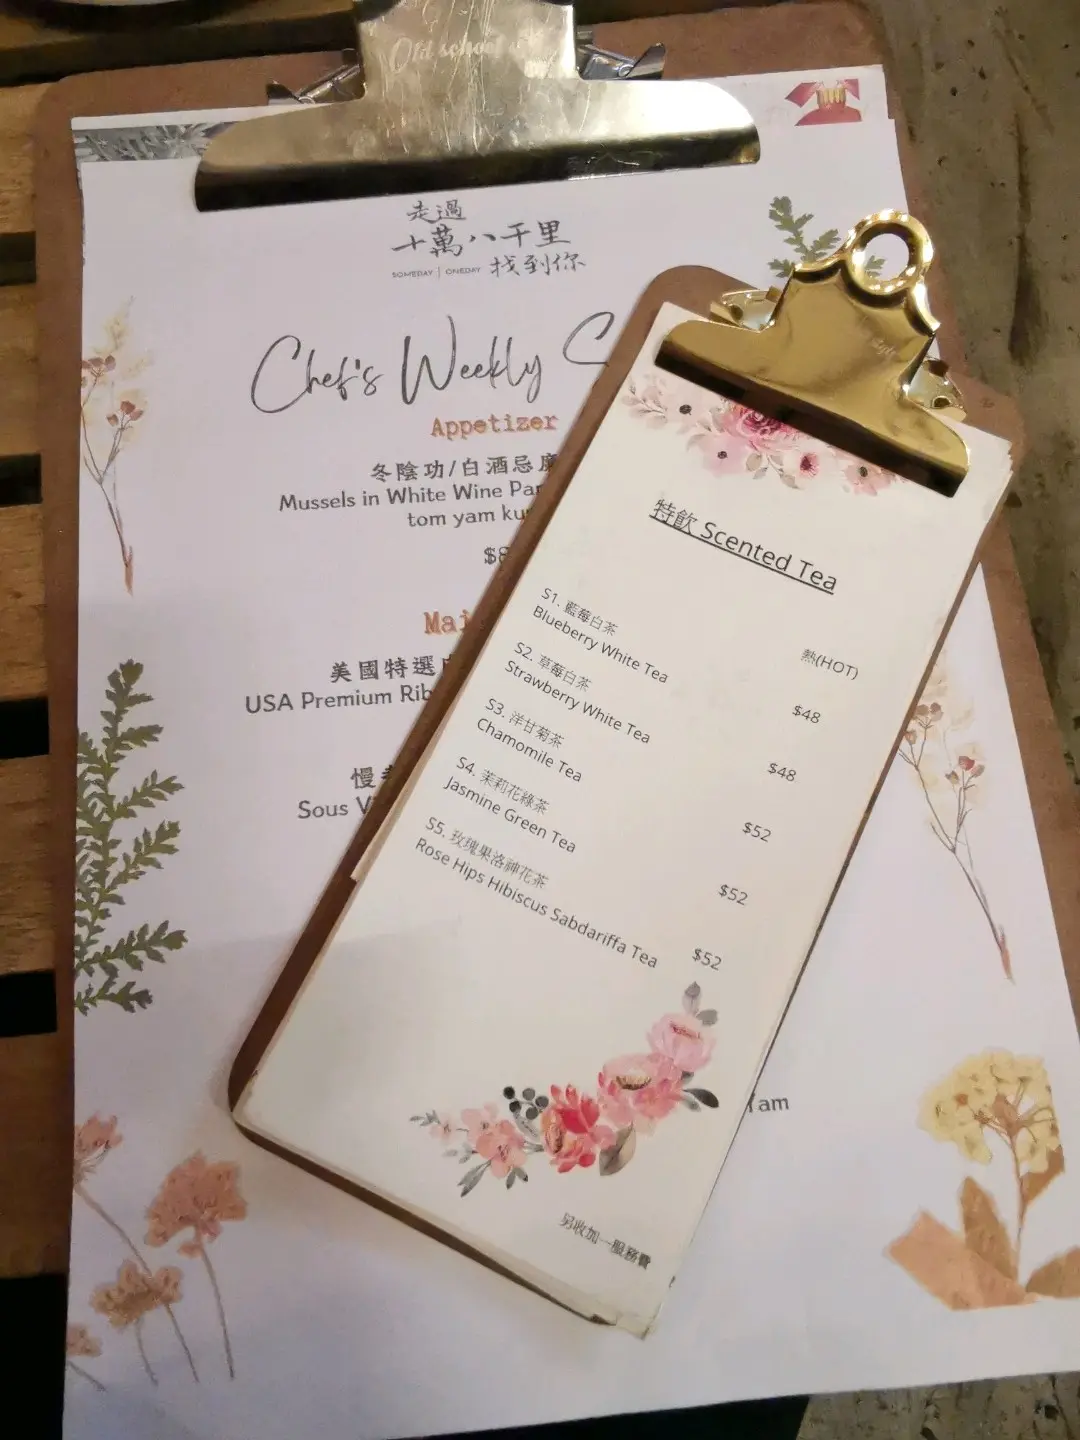 Old school
走過
十萬八千里
SOMEDAY | ONEDAY 找到你
Chef's Weekly
Appetizer
冬陰功/白酒忌廉
Mussels in White Wine
tom yam
$8
美國特選
USA Premium Rib
慢煮
Sous
Yam
Style
特飲 Scented Tea
熱(HOT)
S1. 藍莓白茶
Blueberry White Tea
$48
S2. 草莓白茶
Strawberry White Tea
$48
S3. 洋甘菊茶
Chamomile Tea
$52
S4. 茉莉花綠茶
Jasmine Green Tea
$52
S5. 玫瑰果洛神花茶
Rose Hips Hibiscus Sabdariffa Tea
$52
另收加一服務費